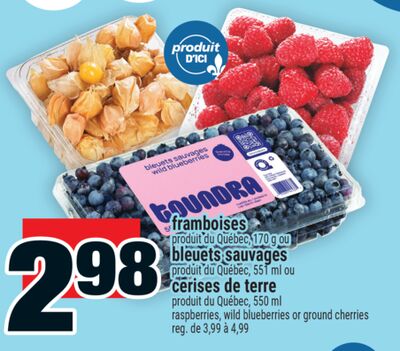 produit
D'ICI
bleuets sauvages
wild blueberries
toundra
2.98
framboises
produit du Québec, 170 g ou
bleuets sauvages
produit du Québec, 551 ml ou
cerises de terre
produit du Québec, 550 ml
raspberries, wild blueberries or ground cherries
reg. de 3,99 à 4,99